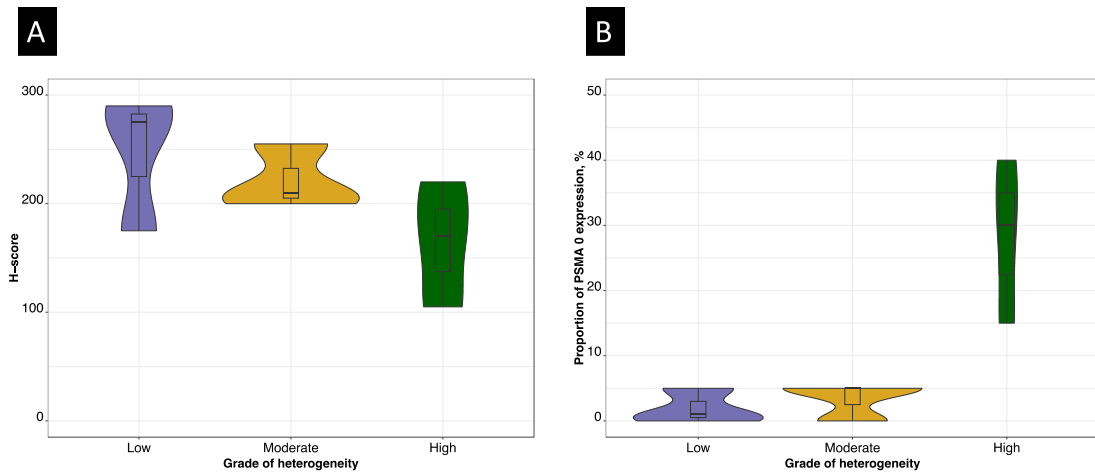 A
H-score
300
200
100
0
Low Moderate High
Grade of heterogeneity
B
Proportion of PSMA 0 expression, %
50
40
30
20
10
0
Low Moderate High
Grade of heterogeneity